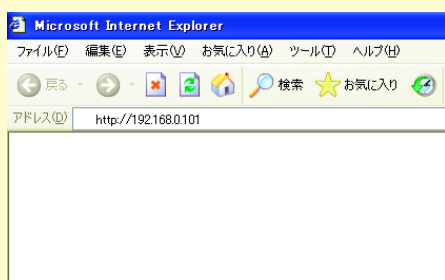 Microsoft Internet Explorer
ファイル(F) 編集(E) 表示(V) お気に入り(A) ツール(T) ヘルプ(H)
戻る 検索 お気に入り
アドレス(D) http://192.168.0.101